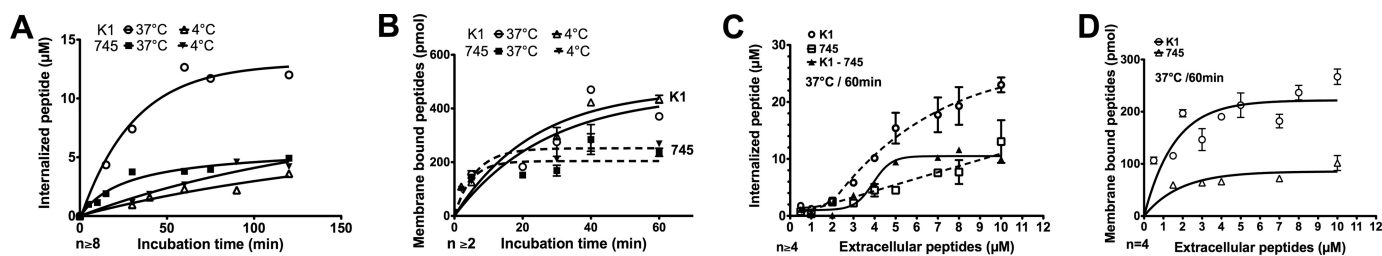 A
K1 37°C 4°C
745 37°C 4°C
Internalized peptide (µM)
15
10
5
0
0 50 100 150
n≥8 Incubation time (min)
B
K1 37°C 4°C
745 37°C 4°C
Membrane bound peptides (pmol)
600
400
200
0
K1
745
0 20 40 60
n ≥2 Incubation time (min)
C
K1
745
K1 - 745
37°C / 60min
Internalized peptide (µM)
30
20
10
0
0 1 2 3 4 5 6 7 8 9 10 11 12
n≥4 Extracellular peptides (µM)
D
K1
745
37°C /60min
Membrane bound peptides (pmol)
300
200
100
0
0 1 2 3 4 5 6 7 8 9 10 11 12
n=4 Extracellular peptides (µM)